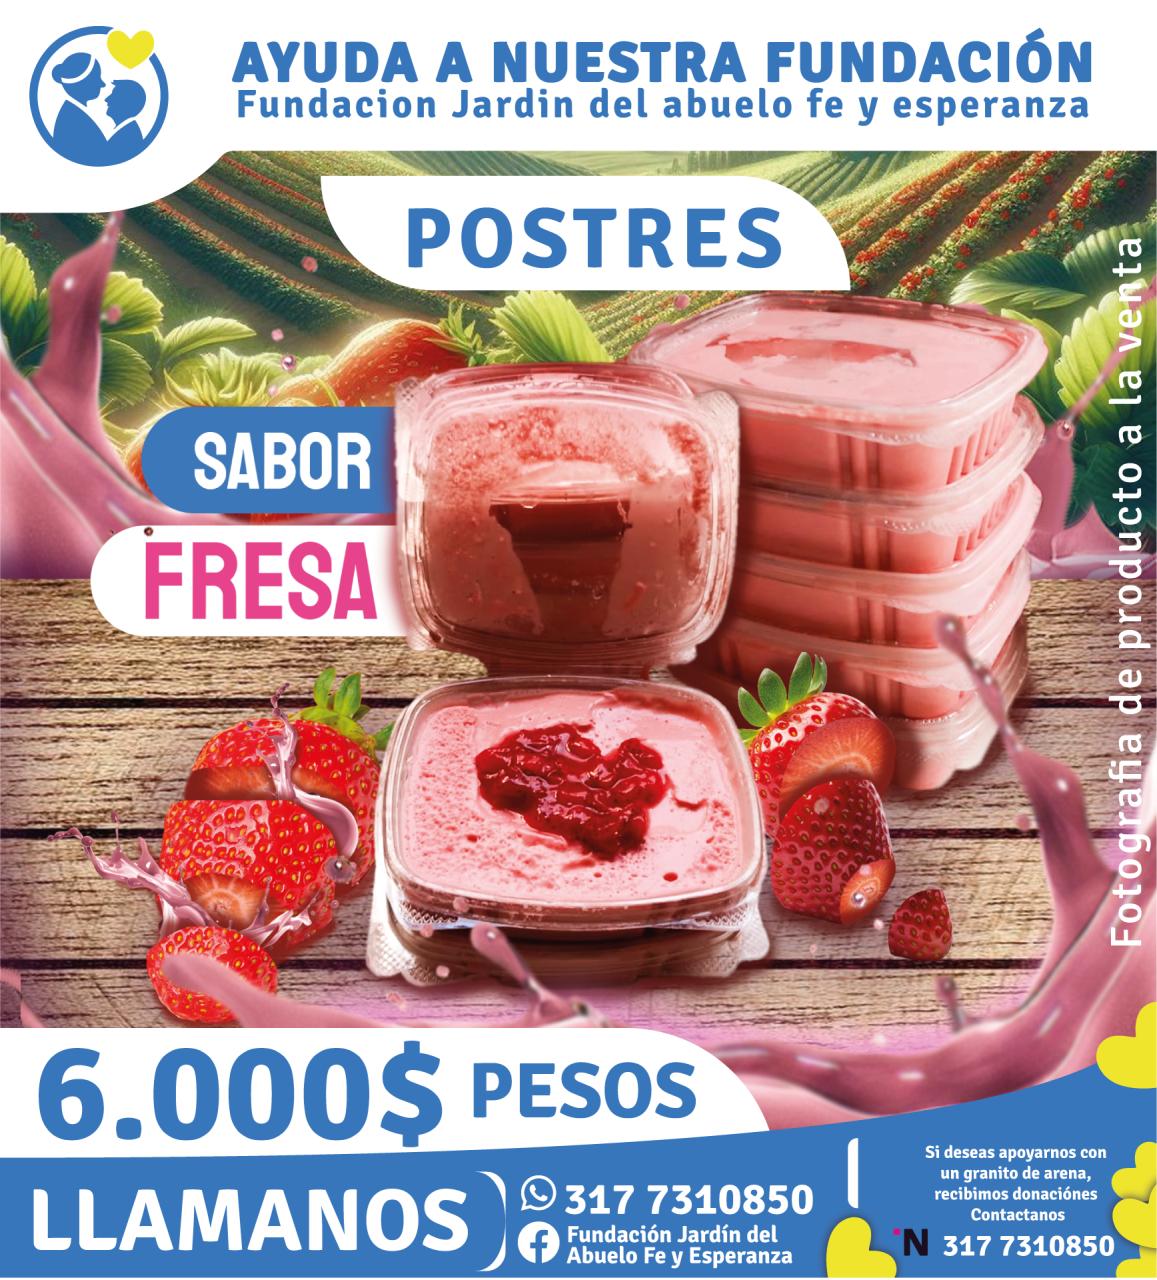 AYUDA A NUESTRA FUNDACIÓN
Fundacion Jardin del abuelo fe y esperanza
POSTRES
SABOR
FRESA
Fotografia de producto a la venta
6.000$ PESOS
LLAMANOS
317 7310850
Fundación Jardín del
Abuelo Fe y Esperanza
Si deseas apoyarnos con
un granito de arena,
recibimos donaciónes
Contactanos
N 317 7310850